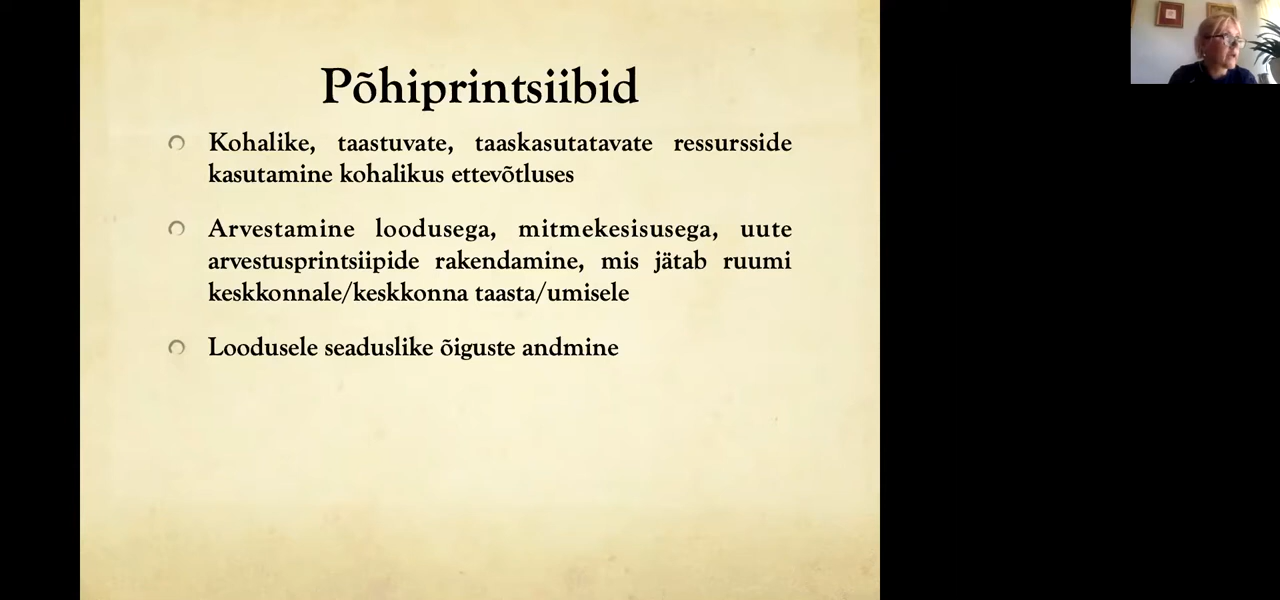 Põhiprintsiibid
Kohalike, taastuvate, taaskasutatavate ressursside
kasutamine kohalikus ettevõtluses
Arvestamine loodusega, mitmekesisusega, uute
arvestusprintsiipide rakendamine, mis jätab ruumi
keskkonnale/keskkonna taasta/umisele
Loodusele seaduslike õiguste andmine